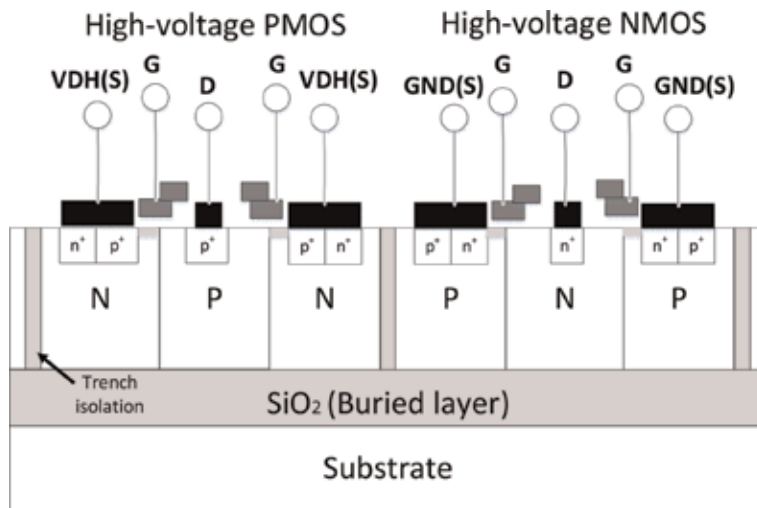 High-voltage PMOS
High-voltage NMOS
VDH(S) G D G VDH(S) GND(S) G D G GND(S)
n⁺ p⁺ p⁺ p⁺ n⁺ p⁺ n⁺ n⁺ n⁺ p⁺
N P N P N P
Trench
isolation
SiO₂ (Buried layer)
Substrate